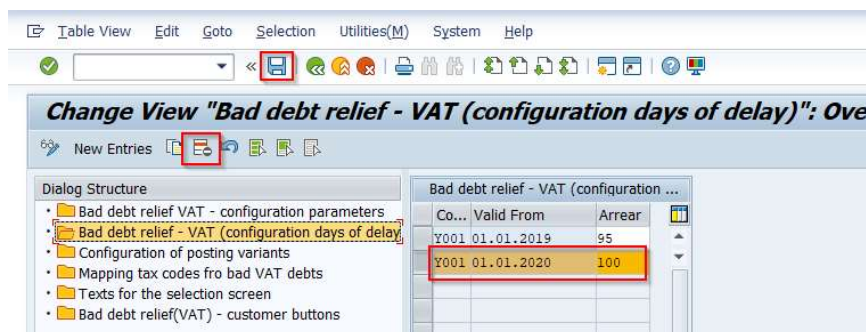 Table View Edit Goto Selection Utilities(M) System Help
Change View "Bad debt relief - VAT (configuration days of delay)": Ove
New Entries
Dialog Structure
Bad debt relief VAT - configuration parameters
Bad debt relief - VAT (configuration days of delay
Configuration of posting variants
Mapping tax codes fro bad VAT debts
Texts for the selection screen
Bad debt relief(VAT) - customer buttons
Bad debt relief - VAT (configuration ...
Co... Valid From Arrear
Y001 01.01.2019 95
Y001 01.01.2020 100